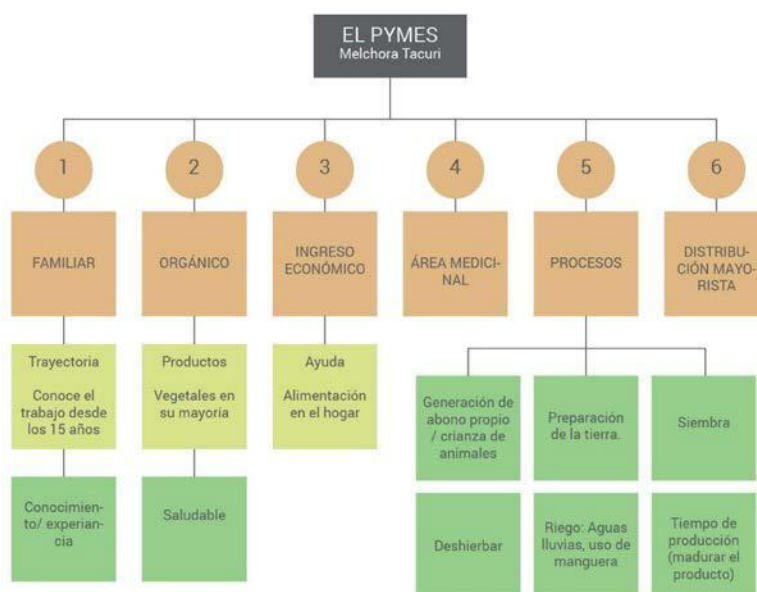 EL PYMES
Melchora Tacuri
1
2
3
4
5
6
FAMILIAR
ORGÁNICO
INGRESO
ECONÓMICO
ÁREA MEDICI-
NAL
PROCESOS
DISTRIBU-
CIÓN MAYO-
RISTA
Trayectoria
Conoce el
trabajo desde
los 15 años
Productos
Vegetales en
su mayoria
Ayuda
Alimentación
en el hogar
Generación de
abono propio
/ crianza de
animales
Preparación
de la tierra.
Siembra
Conocimien-
to/ experian-
cia
Saludable
Deshierbar
Riego: Aguas
lluvias, uso de
manguera
Tiempo de
producción
(madurar el
producto)